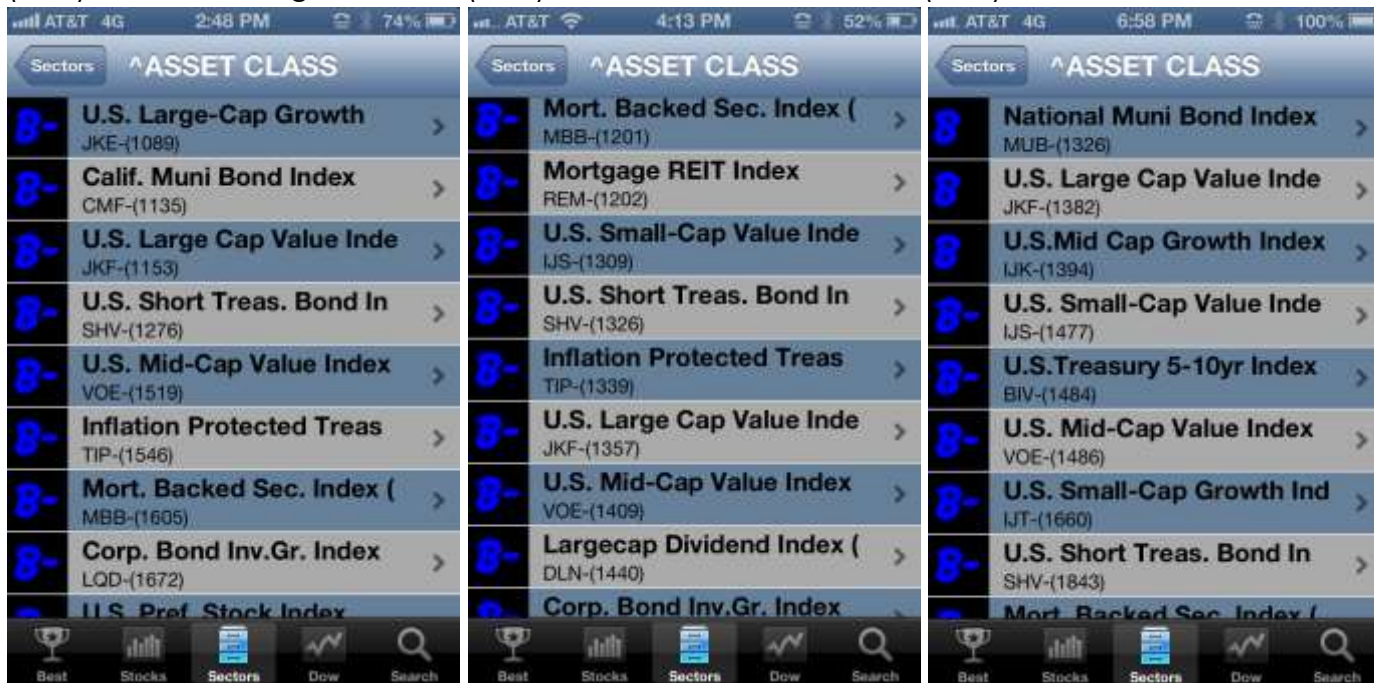 AT&T 4G 2:48 PM 74%
Sectors ^ASSET CLASS
B- U.S. Large-Cap Growth
JKE-(1089)
B- Calif. Muni Bond Index
CMF-(1135)
B- U.S. Large Cap Value Inde
JKF-(1153)
B- U.S. Short Treas. Bond In
SHV-(1276)
B- U.S. Mid-Cap Value Index
VOE-(1519)
B- Inflation Protected Treas
TIP-(1546)
B- Mort. Backed Sec. Index (
MBB-(1605)
B- Corp. Bond Inv.Gr. Index
LQD-(1672)
U.S. Pref. Stock Index
Best Stocks Sectors Dow Search
AT&T 4:13 PM 52%
Sectors ^ASSET CLASS
B- Mort. Backed Sec. Index (
MBB-(1201)
B- Mortgage REIT Index
REM-(1202)
B- U.S. Small-Cap Value Inde
IJS-(1309)
B- U.S. Short Treas. Bond In
SHV-(1326)
B- Inflation Protected Treas
TIP-(1339)
B- U.S. Large Cap Value Inde
JKF-(1357)
B- U.S. Mid-Cap Value Index
VOE-(1409)
B- Largecap Dividend Index (
DLN-(1440)
Corp. Bond Inv.Gr. Index
Best Stocks Sectors Dow Search
AT&T 4G 6:58 PM 100%
Sectors ^ASSET CLASS
B National Muni Bond Index
MUB-(1326)
B U.S. Large Cap Value Inde
JKF-(1382)
B U.S.Mid Cap Growth Index
IJK-(1394)
B- U.S. Small-Cap Value Inde
IJS-(1477)
B- U.S.Treasury 5-10yr Index
BIV-(1484)
B- U.S. Mid-Cap Value Index
VOE-(1486)
B- U.S. Small-Cap Growth Ind
IJT-(1660)
B- U.S. Short Treas. Bond In
SHV-(1843)
Mort. Backed Sec. Index (
Best Stocks Sectors Dow Search